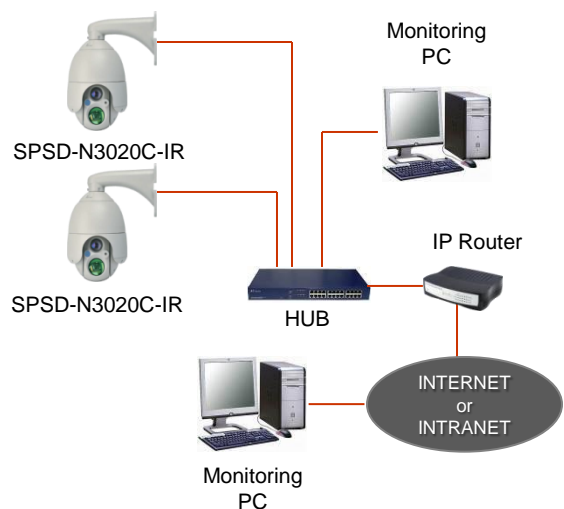 Monitoring
PC
SPSD-N3020C-IR
IP Router
SPSD-N3020C-IR
HUB
INTERNET
or
INTRANET
Monitoring
PC